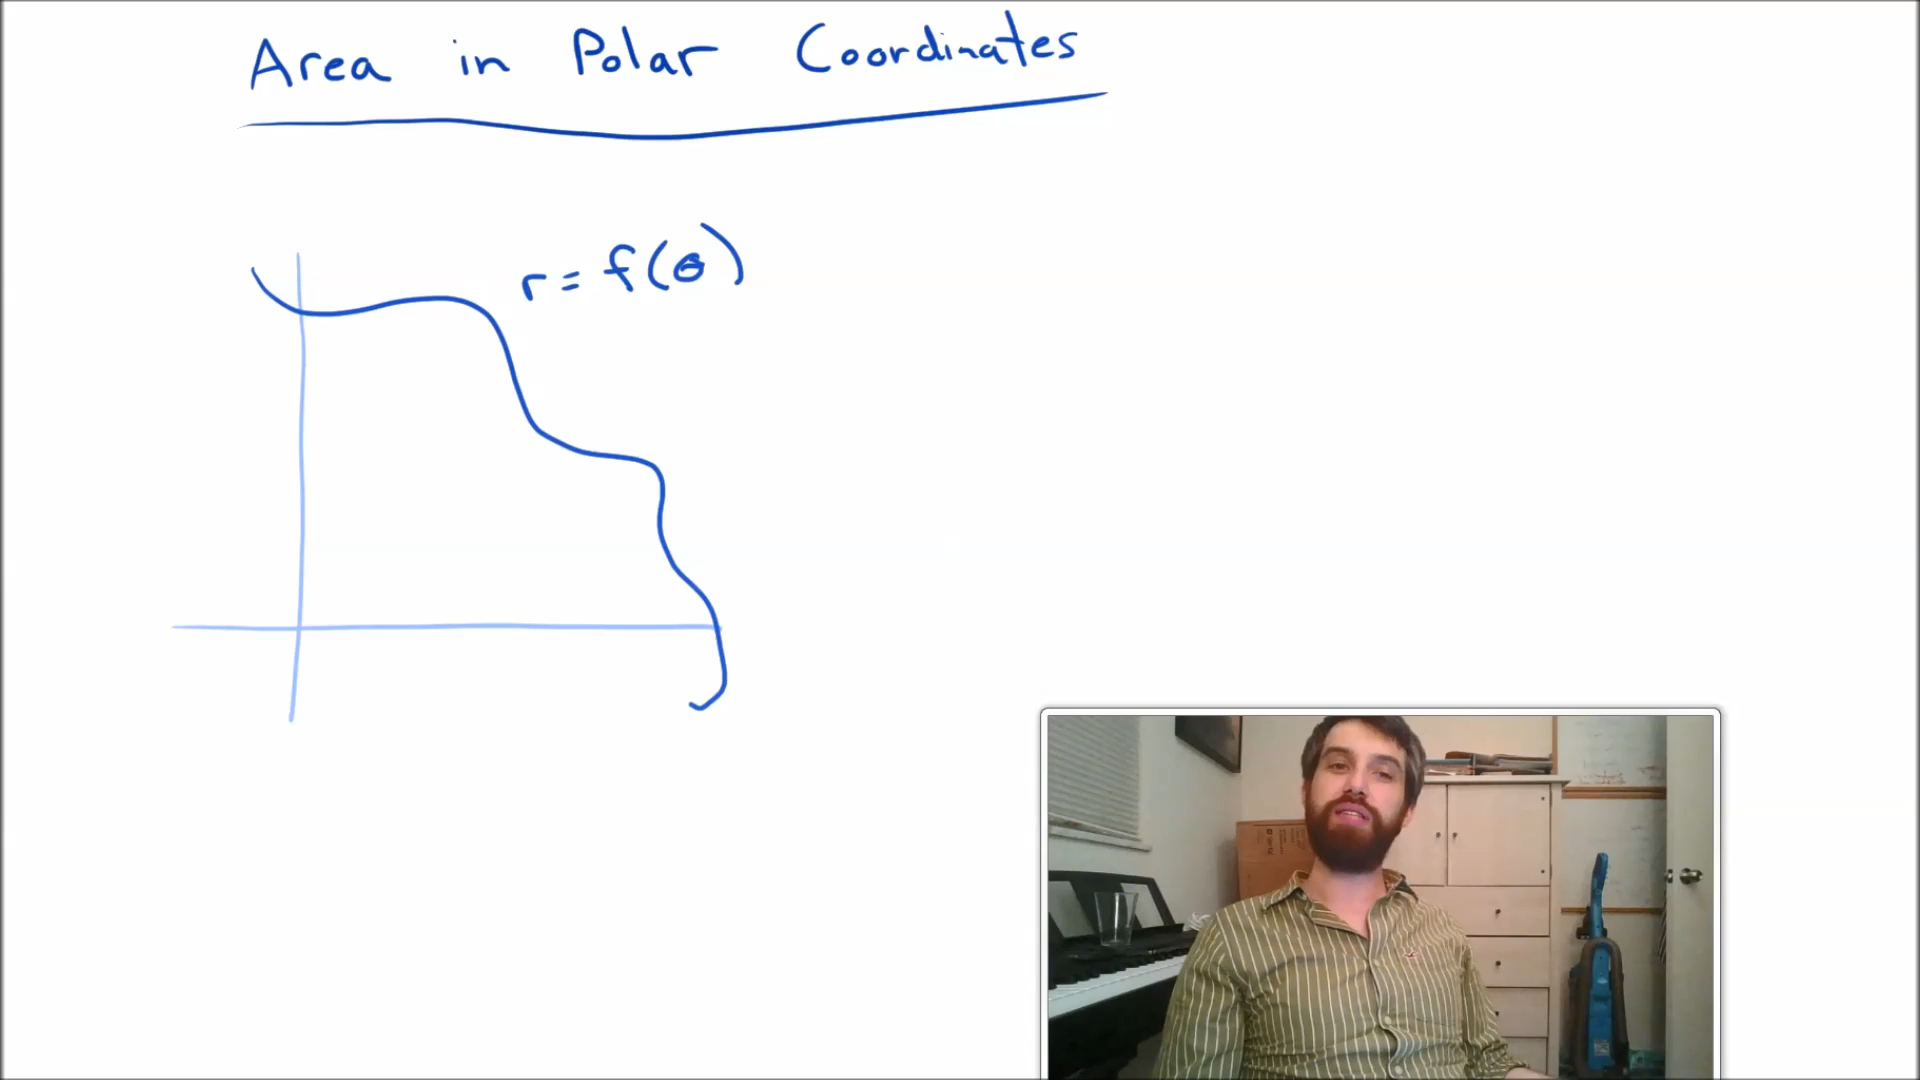 Area in Polar Coordinates
r = f(θ)